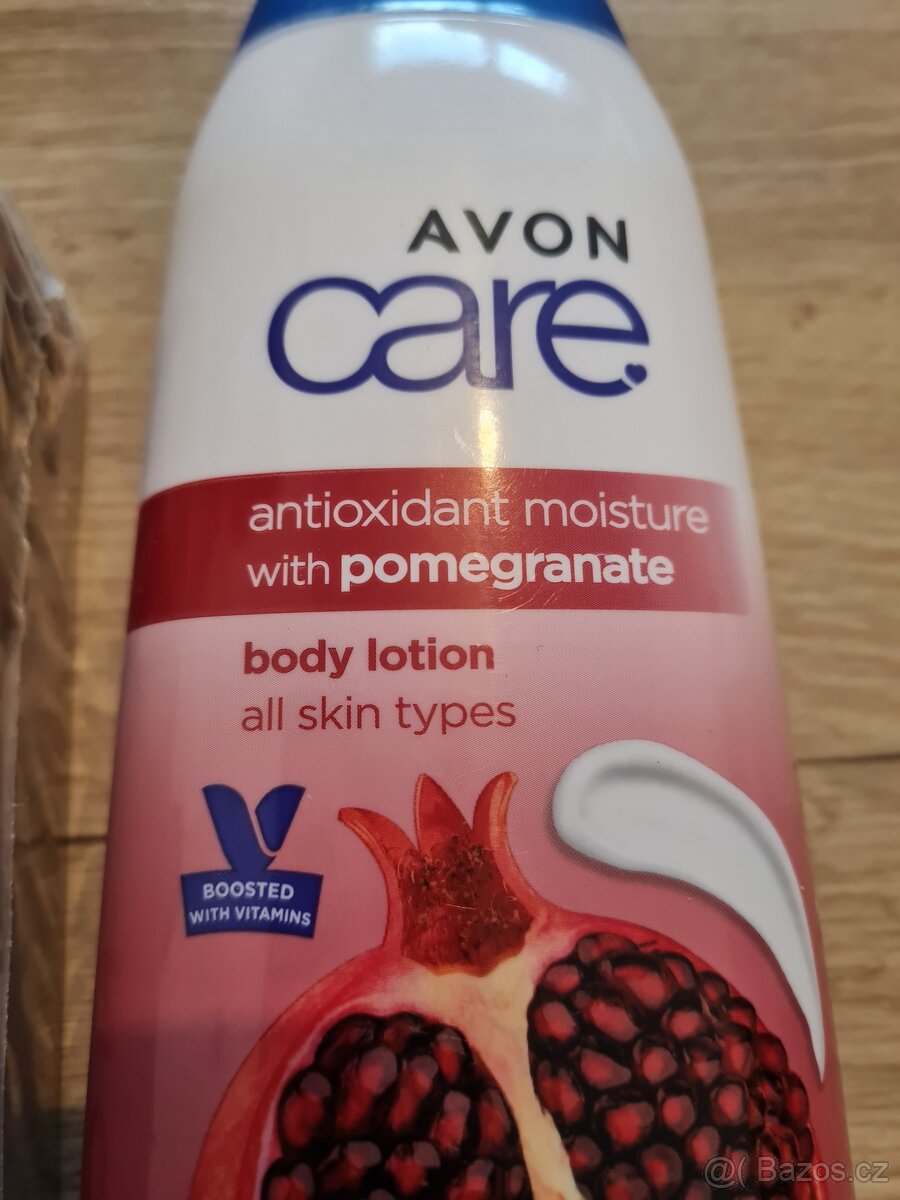 AVON
care
antioxidant moisture
with pomegranate
body lotion
all skin types
BOOSTED
WITH VITAMINS
@( Bazos.cz